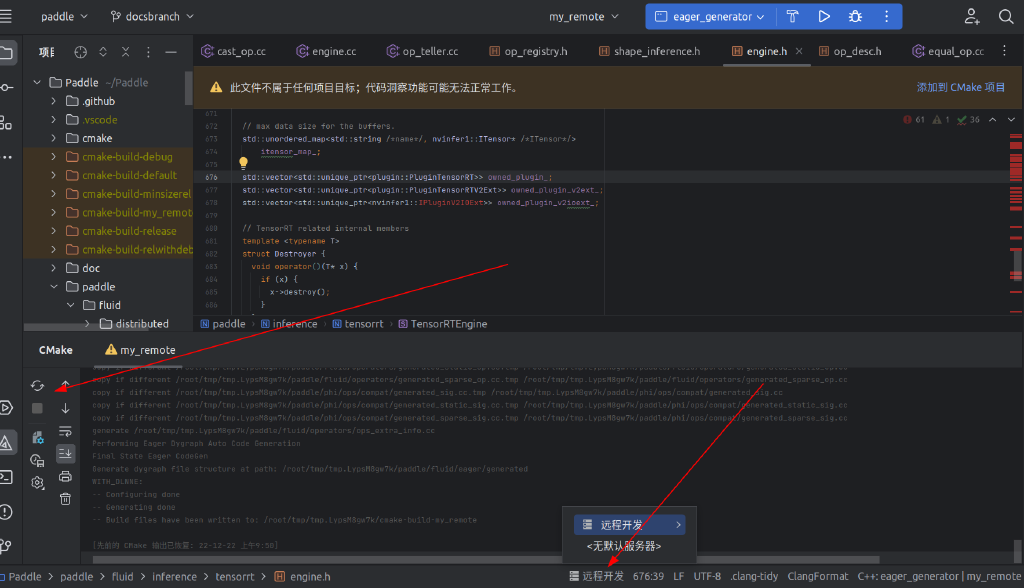 paddle
docsbranch
my_remote
eager_generator
项目
cast_op.cc
engine.cc
op_teller.cc
op_registry.h
shape_inference.h
engine.h
op_desc.h
equal_op.cc
Paddle ~/Paddle
.github
.vscode
cmake
cmake-build-debug
cmake-build-default
cmake-build-minsizerel
cmake-build-my_remot
cmake-build-release
cmake-build-relwithdeb
doc
paddle
fluid
distributed
此文件不属于任何项目目标；代码洞察功能可能无法正常工作。
添加到 CMake 项目
61 1 36
671
672 // max data size for the buffers.
673 std::unordered_map<std::string /*name*/, nvinfer1::ITensor* /*ITensor*/>
674 itensor_map_;
675
676 std::vector<std::unique_ptr<plugin::PluginTensorRT>> owned_plugin_;
677 std::vector<std::unique_ptr<plugin::PluginTensorRTV2Ext>> owned_plugin_v2ext_;
678 std::vector<std::unique_ptr<nvinfer1::IPluginV2IOExt>> owned_plugin_v2ioext_;
679
680 // TensorRT related internal members
681 template <typename T>
682 struct Destroyer {
683 void operator()(T* x) {
684 if (x) {
685 x->destroy();
686 }
paddle
inference
tensorrt
TensorRTEngine
CMake
my_remote
copy if different /root/tmp/tmp.LypsM8gw7k/paddle/fluid/operators/generated_sparse_op.cc.tmp /root/tmp/tmp.LypsM8gw7k/paddle/fluid/operators/generated_sparse_op.cc
copy if different /root/tmp/tmp.LypsM8gw7k/paddle/phi/ops/compat/generated_sig.cc.tmp /root/tmp/tmp.LypsM8gw7k/paddle/phi/ops/compat/generated_sig.cc
copy if different /root/tmp/tmp.LypsM8gw7k/paddle/phi/ops/compat/generated_static_sig.cc.tmp /root/tmp/tmp.LypsM8gw7k/paddle/phi/ops/compat/generated_static_sig.cc
copy if different /root/tmp/tmp.LypsM8gw7k/paddle/phi/ops/compat/generated_sparse_sig.cc.tmp /root/tmp/tmp.LypsM8gw7k/paddle/phi/ops/compat/generated_sparse_sig.cc
generate /root/tmp/tmp.LypsM8gw7k/paddle/fluid/operators/ops_extra_info.cc
Performing Eager Dygraph Auto Code Generation
Final State Eager CodeGen
Generate dygraph file structure at path: /root/tmp/tmp.LypsM8gw7k/paddle/fluid/eager/generated
WITH_DLNNE:
-- Configuring done
-- Generating done
-- Build files have been written to: /root/tmp/tmp.LypsM8gw7k/cmake-build-my_remote
[先前的 CMake 输出已恢复: 22-12-22 上午9:50]
远程开发
<无默认服务器>
Paddle
paddle
fluid
inference
tensorrt
engine.h
远程开发
676:39
LF
UTF-8
.clang-tidy
ClangFormat
C++: eager_generator | my_remote